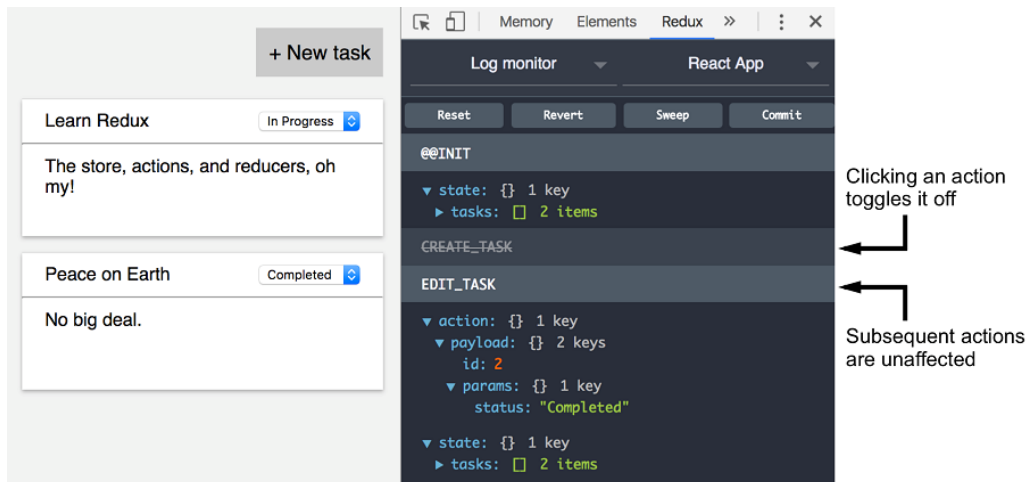 + New task
Learn Redux
In Progress
The store, actions, and reducers, oh
my!
Peace on Earth
Completed
No big deal.
Memory Elements Redux »
Log monitor
React App
Reset Revert Sweep Commit
@@INIT
state: {} 1 key
tasks: [] 2 items
CREATE_TASK
EDIT_TASK
action: {} 1 key
payload: {} 2 keys
id: 2
params: {} 1 key
status: "Completed"
state: {} 1 key
tasks: [] 2 items
Clicking an action
toggles it off
Subsequent actions
are unaffected